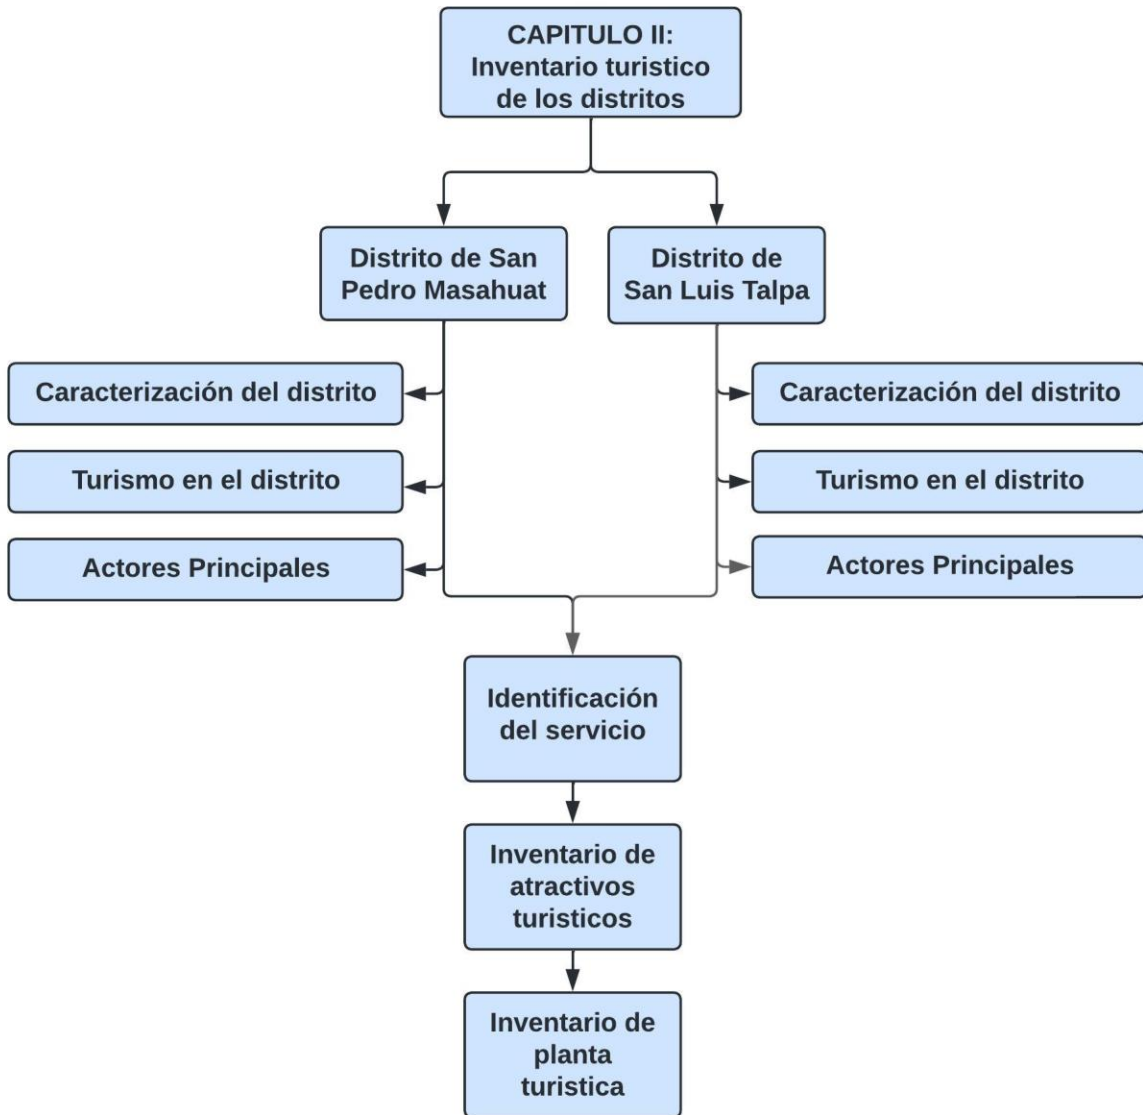 CAPITULO II:
Inventario turistico
de los distritos
Distrito de San
Pedro Masahuat
Distrito de
San Luis Talpa
Caracterización del distrito
Turismo en el distrito
Actores Principales
Caracterización del distrito
Turismo en el distrito
Actores Principales
Identificación
del servicio
Inventario de
atractivos
turisticos
Inventario de
planta
turistica